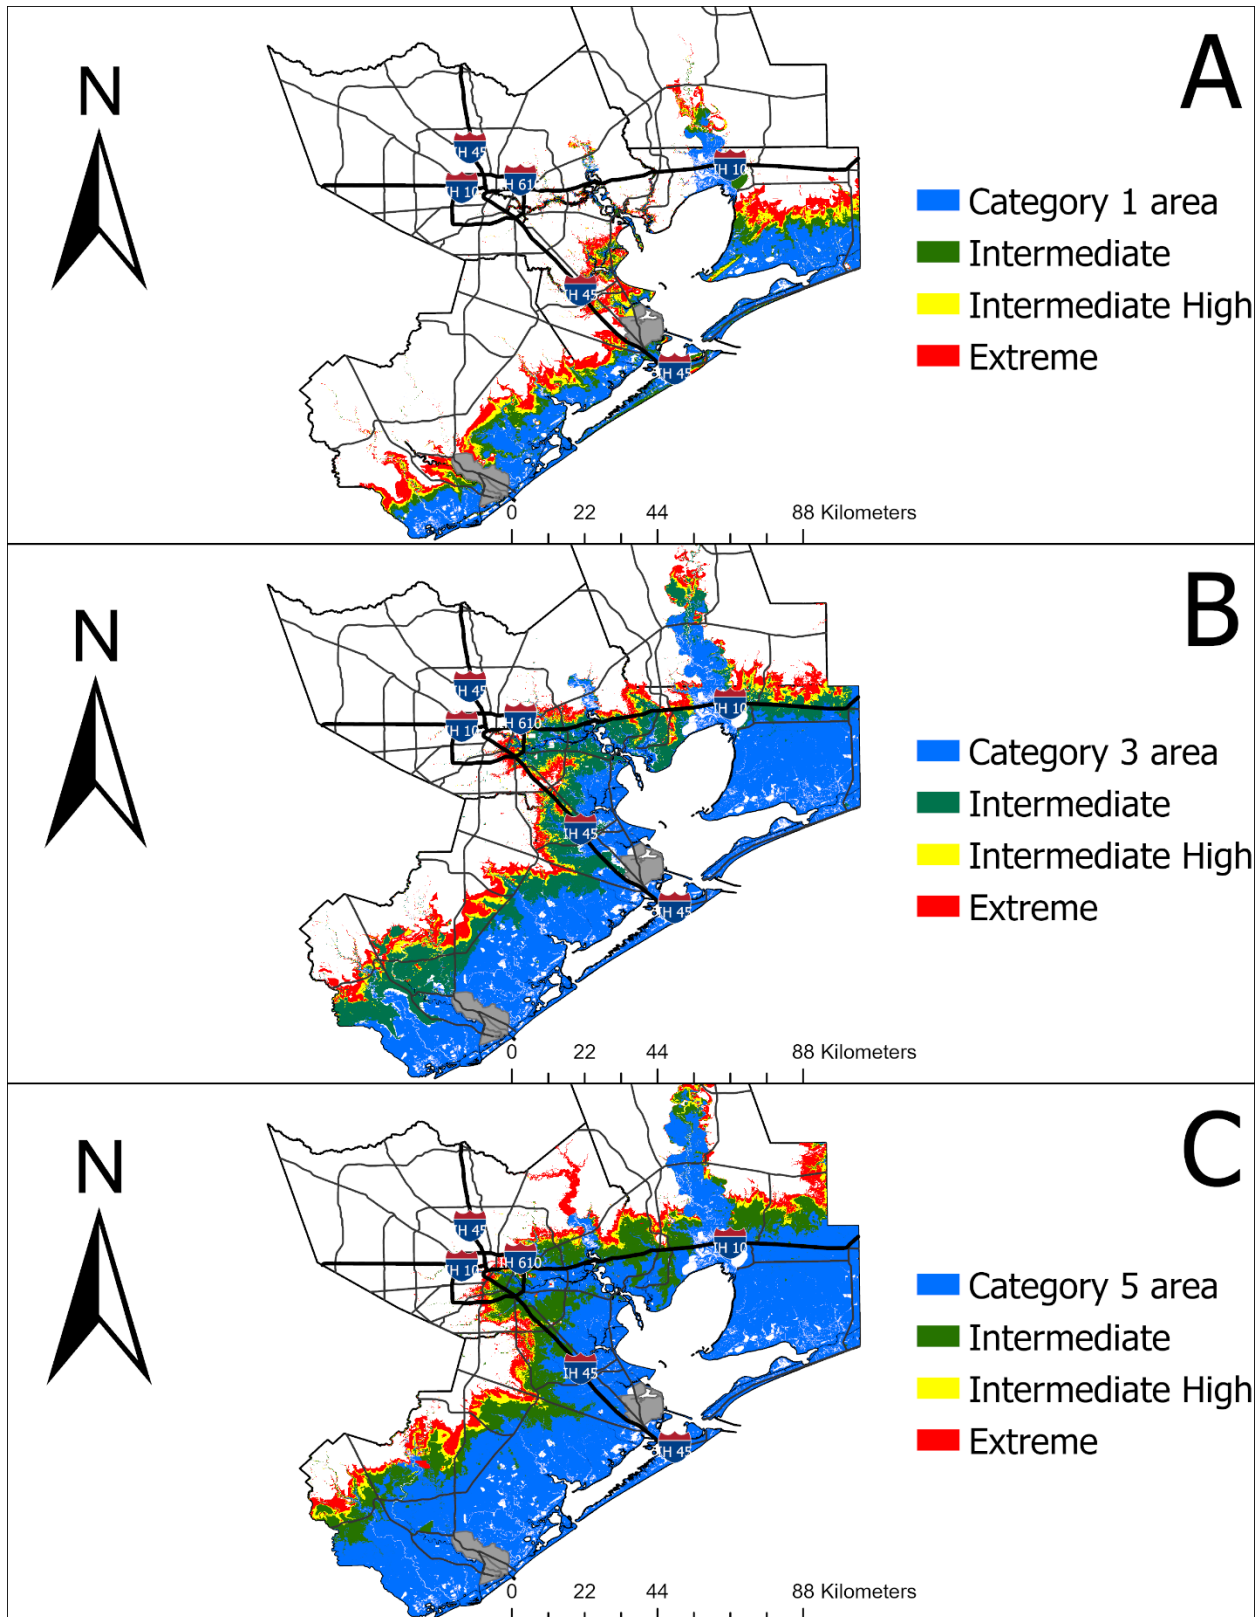 A
N
IH 45
IH 10
IH 610
IH 10
IH 45
IH 45
Category 1 area
Intermediate
Intermediate High
Extreme
0 22 44 88 Kilometers
B
N
IH 45
IH 10
IH 610
IH 10
IH 45
IH 45
Category 3 area
Intermediate
Intermediate High
Extreme
0 22 44 88 Kilometers
C
N
IH 45
IH 10
IH 610
IH 10
IH 45
IH 45
Category 5 area
Intermediate
Intermediate High
Extreme
0 22 44 88 Kilometers